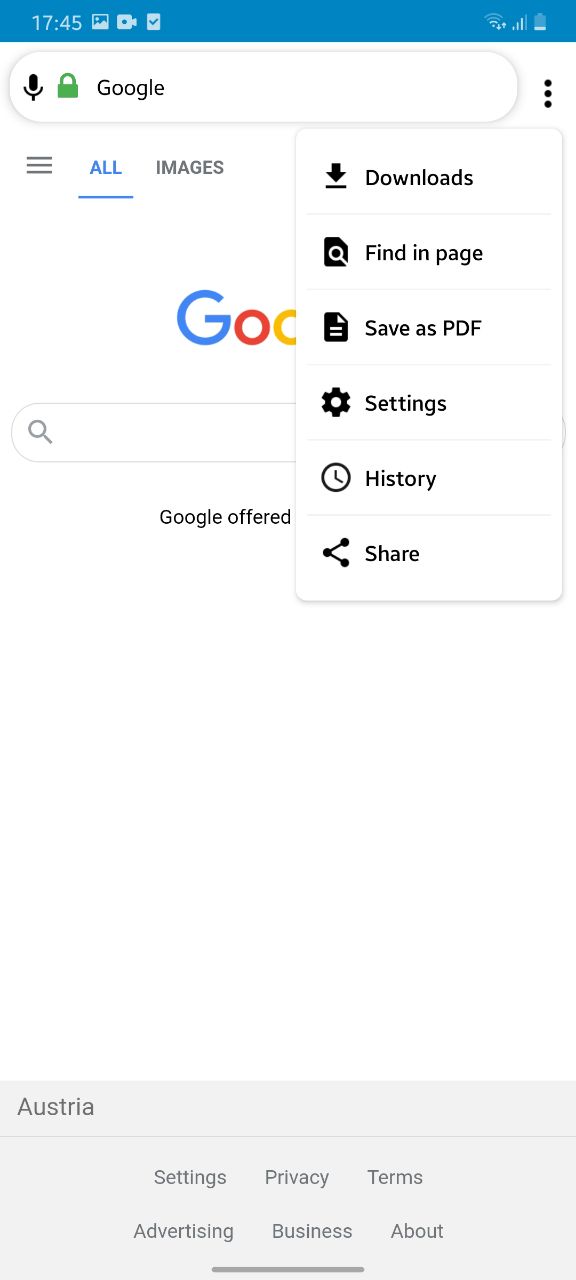 17:45
Google
ALL IMAGES
Downloads
Find in page
Goo
Save as PDF
Settings
History
Google offered
Share
Austria
Settings Privacy Terms
Advertising Business About